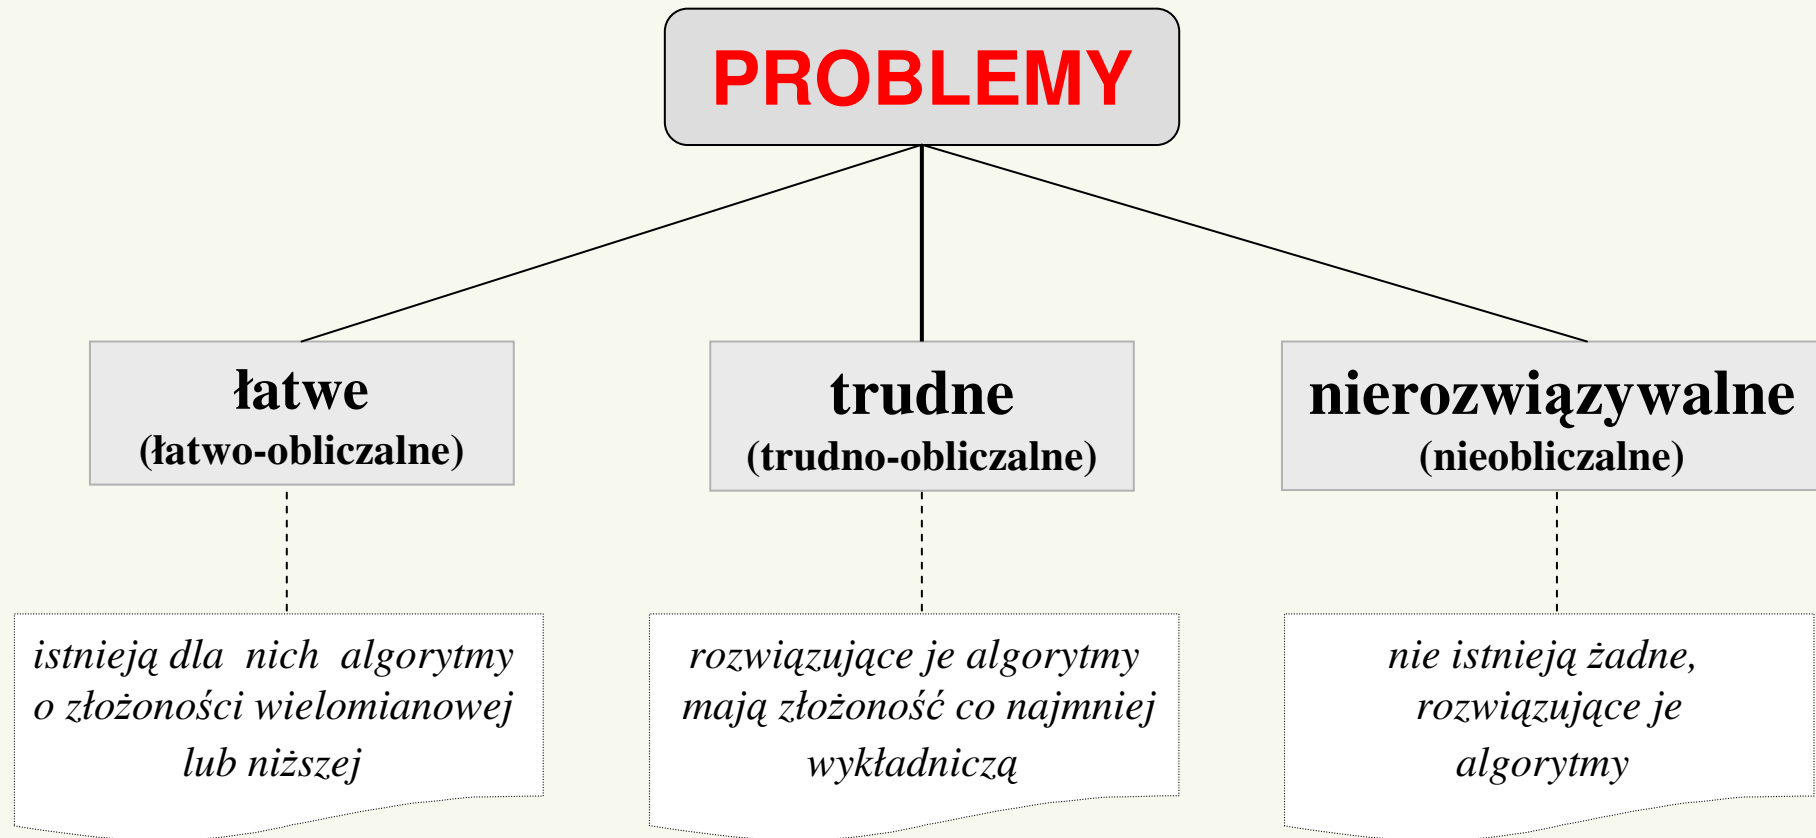 PROBLEMY
łatwe
(łatwo-obliczalne)
trudne
(trudno-obliczalne)
nierozwiązywalne
(nieobliczalne)
istnieją dla nich algorytmy
o złożoności wielomianowej
lub niższej
rozwiązujące je algorytmy
mają złożoność co najmniej
wykładniczą
nie istnieją żadne,
rozwiązujące je
algorytmy